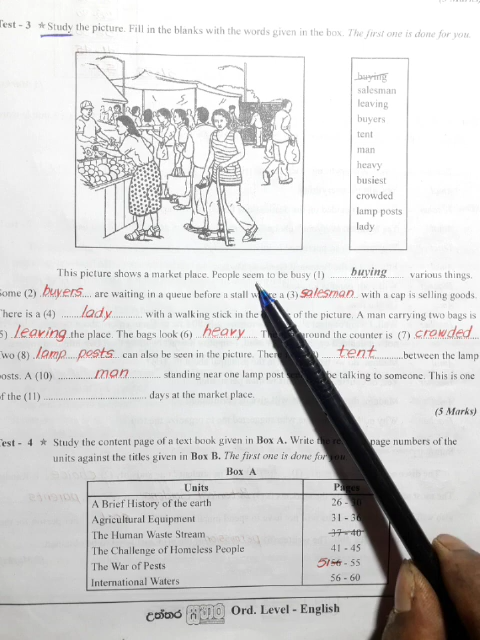 Test - 3 ★ Study the picture. Fill in the blanks with the words given in the box. The first one is done for you.
buying
salesman
leaving
buyers
tent
man
heavy
busiest
crowded
lamp posts
lady
This picture shows a market place. People seem to be busy (1) ......buying...... various things.
Some (2) ..buyers.... are waiting in a queue before a stall where a (3) salesman with a cap is selling goods.
There is a (4) ........lady........ with a walking stick in the of the picture. A man carrying two bags is
5) leaving the place. The bags look (6) ..heavy... The around the counter is (7) crowded
Two (8) lamp posts can also be seen in the picture. There tent between the lamp
posts. A (10) ........man........ standing near one lamp post be talking to someone. This is one
of the (11) ................................ days at the market place.
(5 Marks)
Test - 4 ★ Study the content page of a text book given in Box A. Write the page numbers of the
units against the titles given in Box B. The first one is done for you.
Box A
Units Pages
A Brief History of the earth 26 - 30
Agricultural Equipment 31 - 36
The Human Waste Stream 37 - 40
The Challenge of Homeless People 41 - 45
The War of Pests 51 56 - 55
International Waters 56 - 60
උත්තර Ord. Level - English